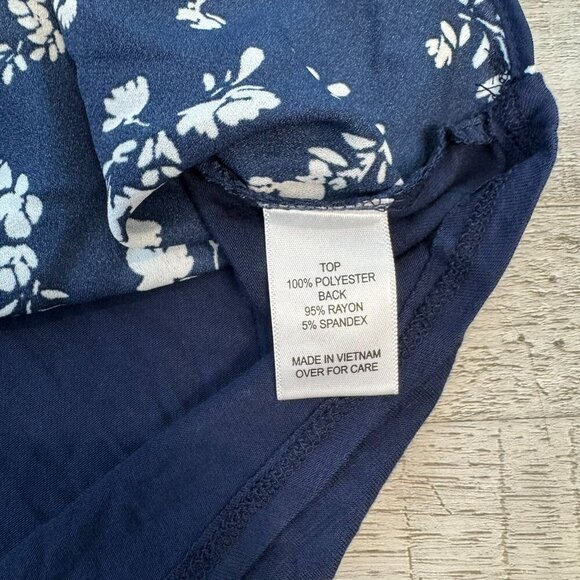 TOP
100% POLYESTER
BACK
95% RAYON
5% SPANDEX
MADE IN VIETNAM
OVER FOR CARE